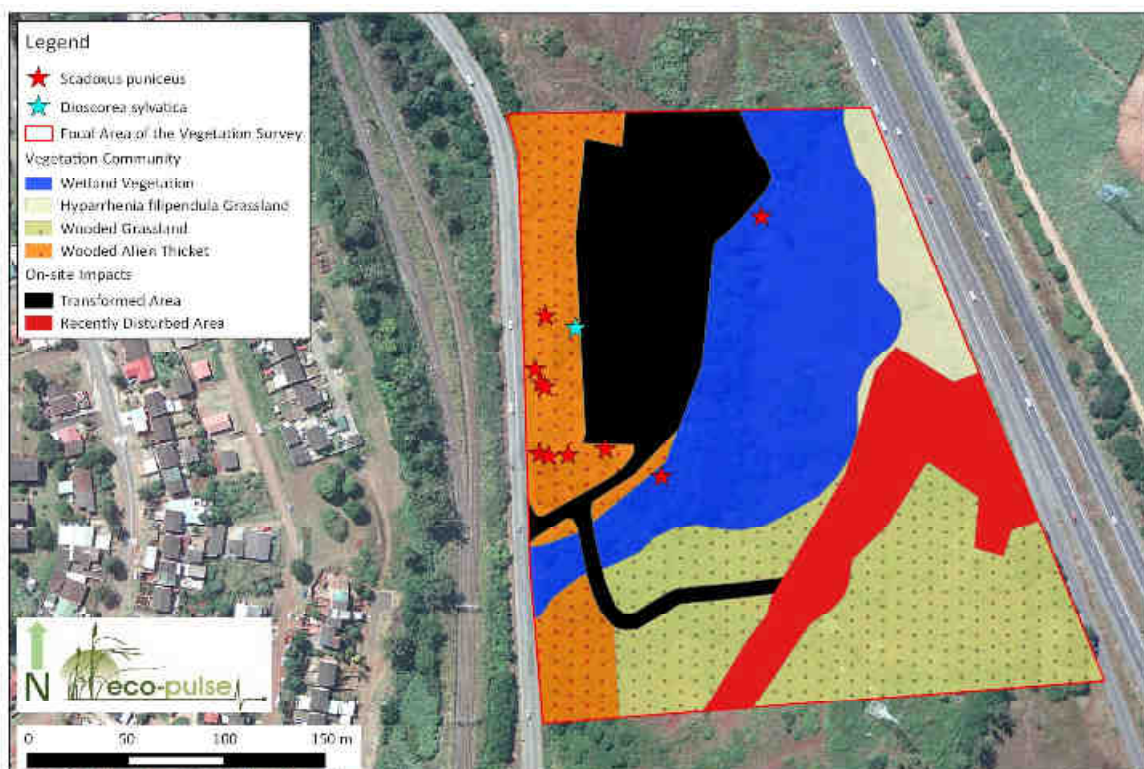 Legend
Scadoxus puniceus
Dioscorea sylvatica
Focal Area of the Vegetation Survey
Vegetation Community
Wetland Vegetation
Hyparrhenia filipendula Grassland
Wooded Grassland
Wooded Alien Thicket
On-site Impacts
Transformed Area
Recently Disturbed Area
N
eco-pulse
0 50 100 150 m